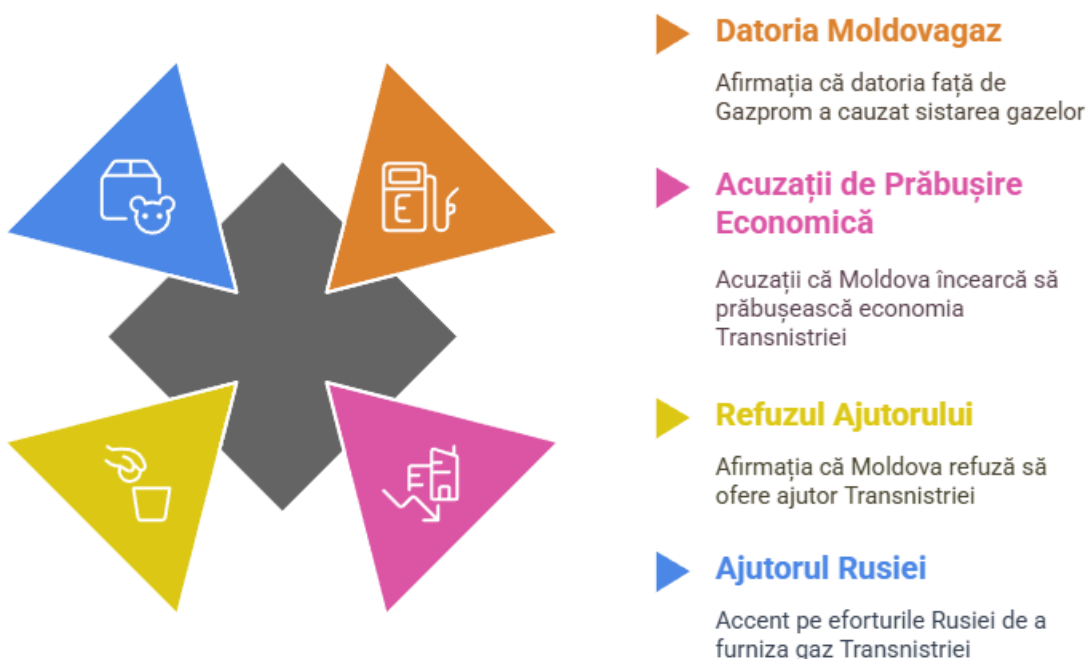 Datoria Moldovagaz
Afirmația că datoria față de
Gazprom a cauzat sistarea gazelor
Acuzații de Prăbușire
Economică
Acuzații că Moldova încearcă să
prăbușească economia
Transnistriei
Refuzul Ajutorului
Afirmația că Moldova refuză să
ofere ajutor Transnistriei
Ajutorul Rusiei
Accent pe eforturile Rusiei de a
furniza gaz Transnistriei
E